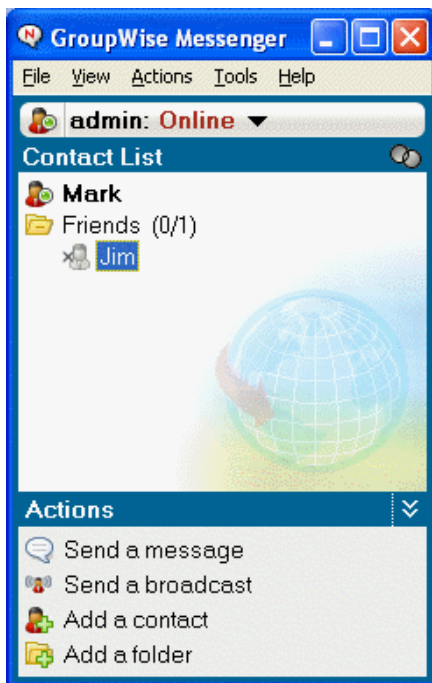 GroupWise Messenger
File View Actions Tools Help
admin: Online
Contact List
Mark
Friends (0/1)
Jim
Actions
Send a message
Send a broadcast
Add a contact
Add a folder